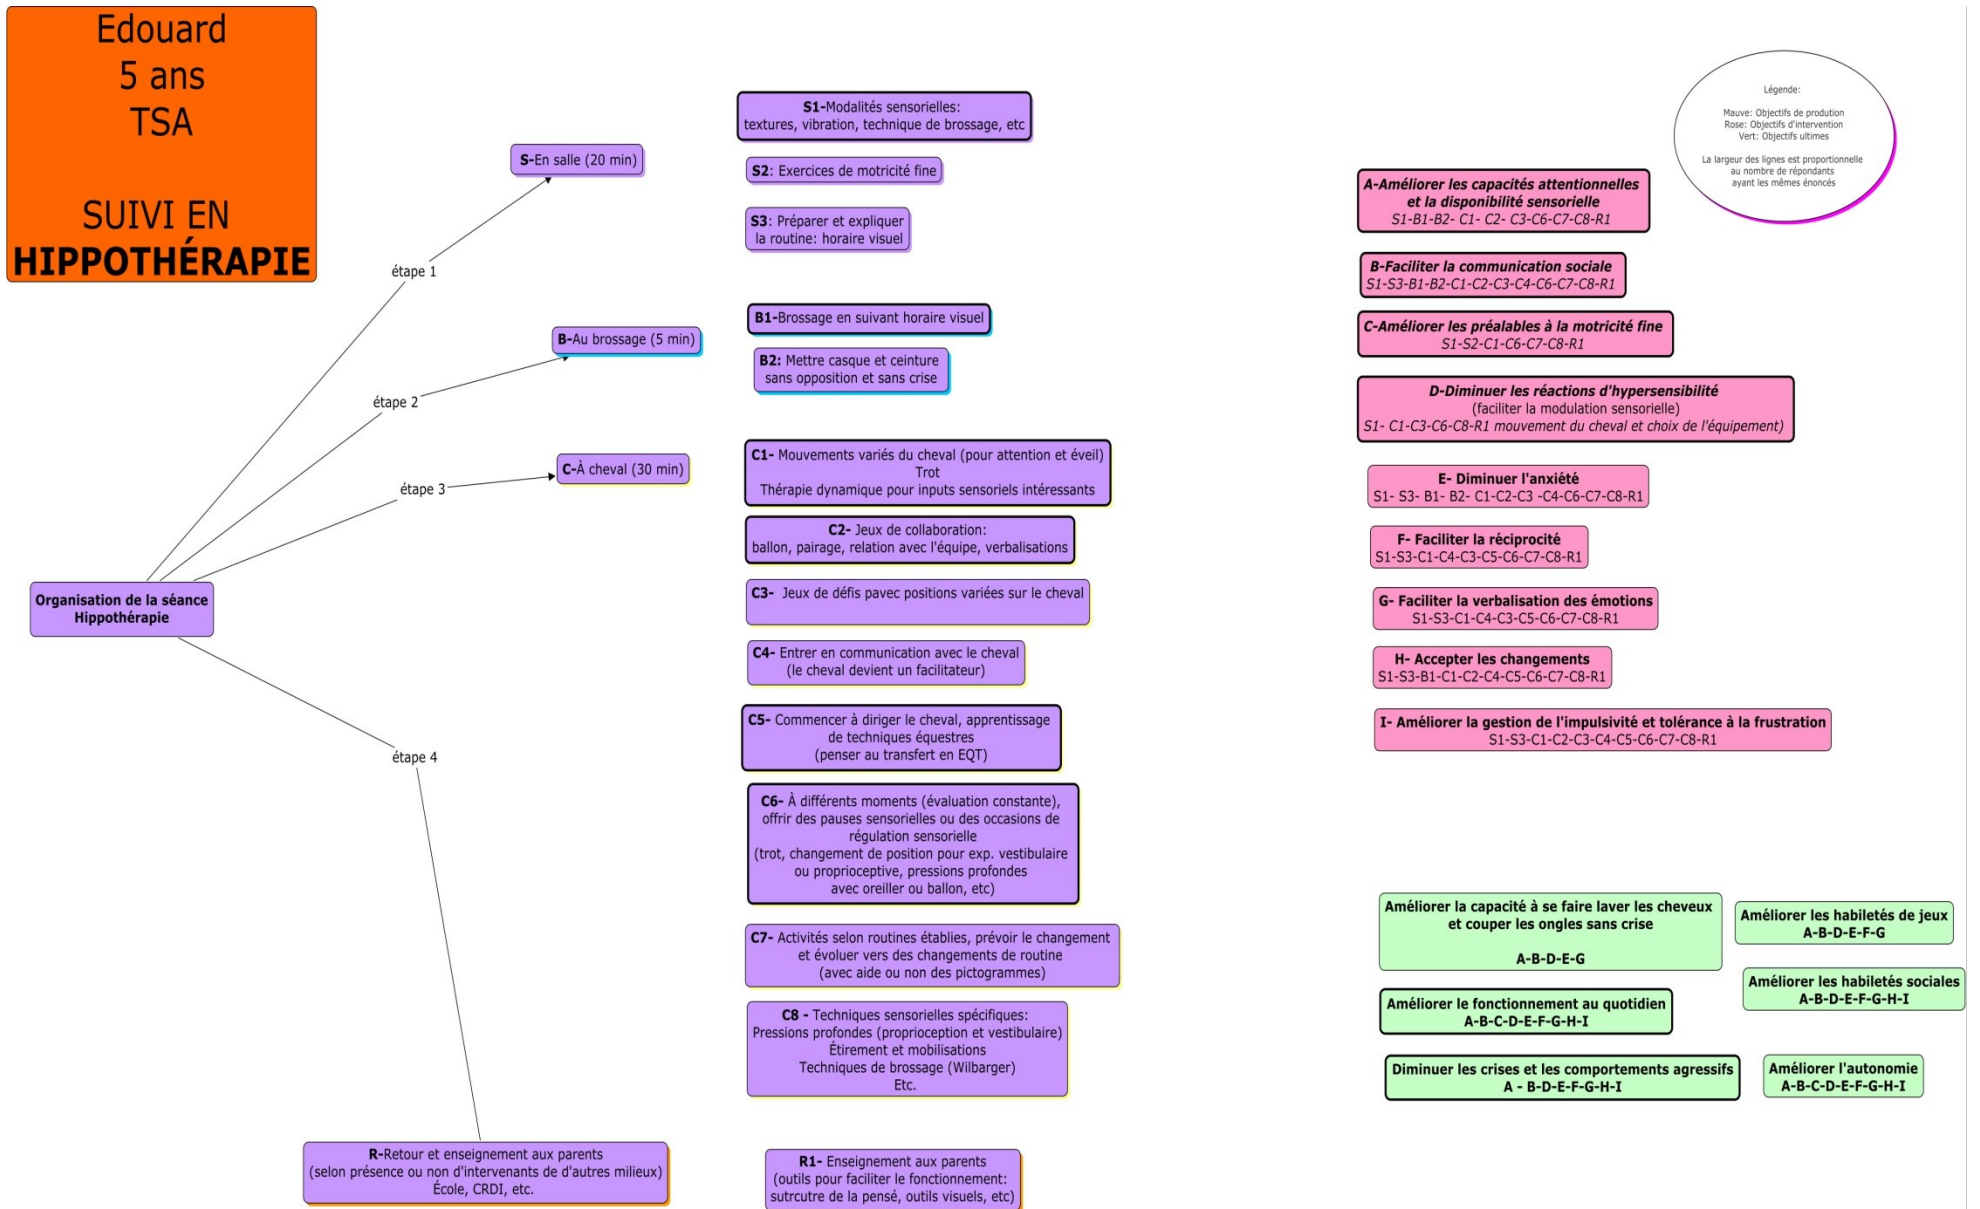 Edouard
5 ans
TSA
SUIVI EN
HIPPOTHÉRAPIE
Légende:
Mauve: Objectifs de prodution
Rose: Objectifs d'intervention
Vert: Objectifs ultimes
La largeur des lignes est proportionnelle
au nombre de répondants
ayant les mêmes énoncés
Organisation de la séance
Hippothérapie
étape 1
étape 2
étape 3
étape 4
S-En salle (20 min)
B-Au brossage (5 min)
C-À cheval (30 min)
R-Retour et enseignement aux parents
(selon présence ou non d'intervenants de d'autres milieux)
École, CRDI, etc.
S1-Modalités sensorielles:
textures, vibration, technique de brossage, etc
S2: Exercices de motricité fine
S3: Préparer et expliquer
la routine: horaire visuel
B1-Brossage en suivant horaire visuel
B2: Mettre casque et ceinture
sans opposition et sans crise
C1- Mouvements variés du cheval (pour attention et éveil)
Trot
Thérapie dynamique pour inputs sensoriels intéressants
C2- Jeux de collaboration:
ballon, pairage, relation avec l'équipe, verbalisations
C3- Jeux de défis pavec positions variées sur le cheval
C4- Entrer en communication avec le cheval
(le cheval devient un facilitateur)
C5- Commencer à diriger le cheval, apprentissage
de techniques équestres
(penser au transfert en EQT)
C6- À différents moments (évaluation constante),
offrir des pauses sensorielles ou des occasions de
régulation sensorielle
(trot, changement de position pour exp. vestibulaire
ou proprioceptive, pressions profondes
avec oreiller ou ballon, etc)
C7- Activités selon routines établies, prévoir le changement
et évoluer vers des changements de routine
(avec aide ou non des pictogrammes)
C8 - Techniques sensorielles spécifiques:
Pressions profondes (proprioception et vestibulaire)
Étirement et mobilisations
Techniques de brossage (Wilbarger)
Etc.
R1- Enseignement aux parents
(outils pour faciliter le fonctionnement:
sutrcutre de la pensé, outils visuels, etc)
A-Améliorer les capacités attentionnelles
et la disponibilité sensorielle
S1-B1-B2- C1- C2- C3-C6-C7-C8-R1
B-Faciliter la communication sociale
S1-S3-B1-B2-C1-C2-C3-C4-C6-C7-C8-R1
C-Améliorer les préalables à la motricité fine
S1-S2-C1-C6-C7-C8-R1
D-Diminuer les réactions d'hypersensibilité
(faciliter la modulation sensorielle)
S1- C1-C3-C6-C8-R1 mouvement du cheval et choix de l'équipement)
E- Diminuer l'anxiété
S1- S3- B1- B2- C1-C2-C3 -C4-C6-C7-C8-R1
F- Faciliter la réciprocité
S1-S3-C1-C4-C3-C5-C6-C7-C8-R1
G- Faciliter la verbalisation des émotions
S1-S3-C1-C4-C3-C5-C6-C7-C8-R1
H- Accepter les changements
S1-S3-B1-C1-C2-C4-C5-C6-C7-C8-R1
I- Améliorer la gestion de l'impulsivité et tolérance à la frustration
S1-S3-C1-C2-C3-C4-C5-C6-C7-C8-R1
Améliorer la capacité à se faire laver les cheveux
et couper les ongles sans crise
A-B-D-E-G
Améliorer les habiletés de jeux
A-B-D-E-F-G
Améliorer les habiletés sociales
A-B-D-E-F-G-H-I
Améliorer le fonctionnement au quotidien
A-B-C-D-E-F-G-H-I
Diminuer les crises et les comportements agressifs
A - B-D-E-F-G-H-I
Améliorer l'autonomie
A-B-C-D-E-F-G-H-I